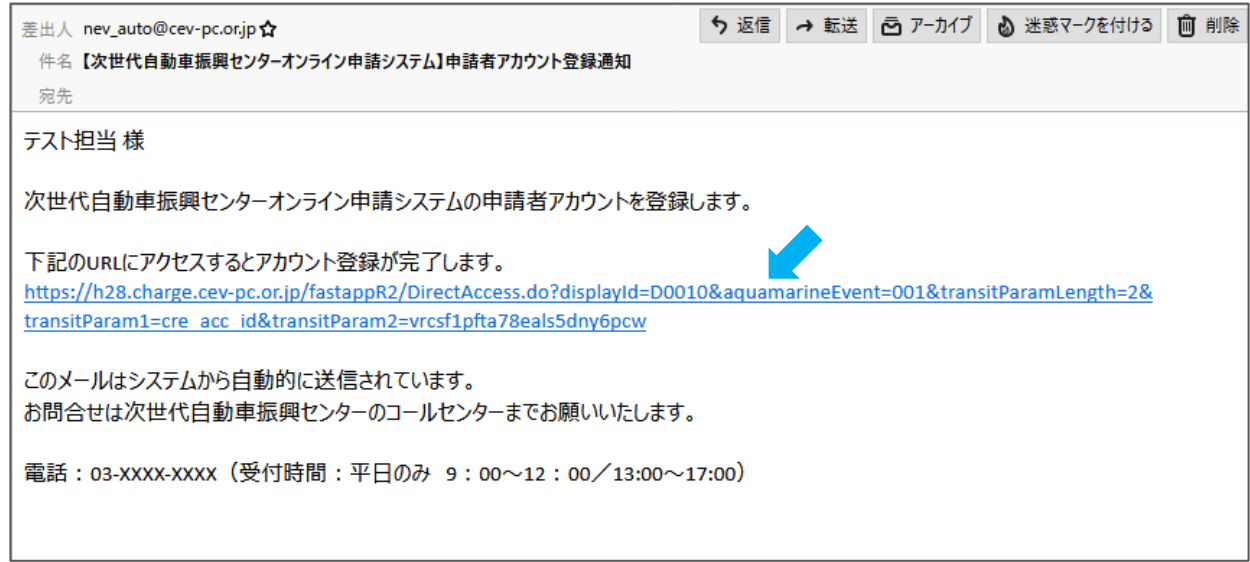 差出人 nev_auto@cev-pc.or.jp
返信 転送 アーカイブ 迷惑マークを付ける 削除
件名 【次世代自動車振興センターオンライン申請システム】申請者アカウント登録通知
宛先
テスト担当 様
次世代自動車振興センターオンライン申請システムの申請者アカウントを登録します。
下記のURLにアクセスするとアカウント登録が完了します。
https://h28.charge.cev-pc.or.jp/fastappR2/DirectAccess.do?displayId=D0010&aquamarineEvent=001&transitParamLength=2&
transitParam1=cre_acc_id&transitParam2=vrcsf1pfta78eals5dny6pcw
このメールはシステムから自動的に送信されています。
お問合せは次世代自動車振興センターのコールセンターまでお願いいたします。
電話：03-XXXX-XXXX（受付時間：平日のみ 9：00～12：00／13:00～17:00）